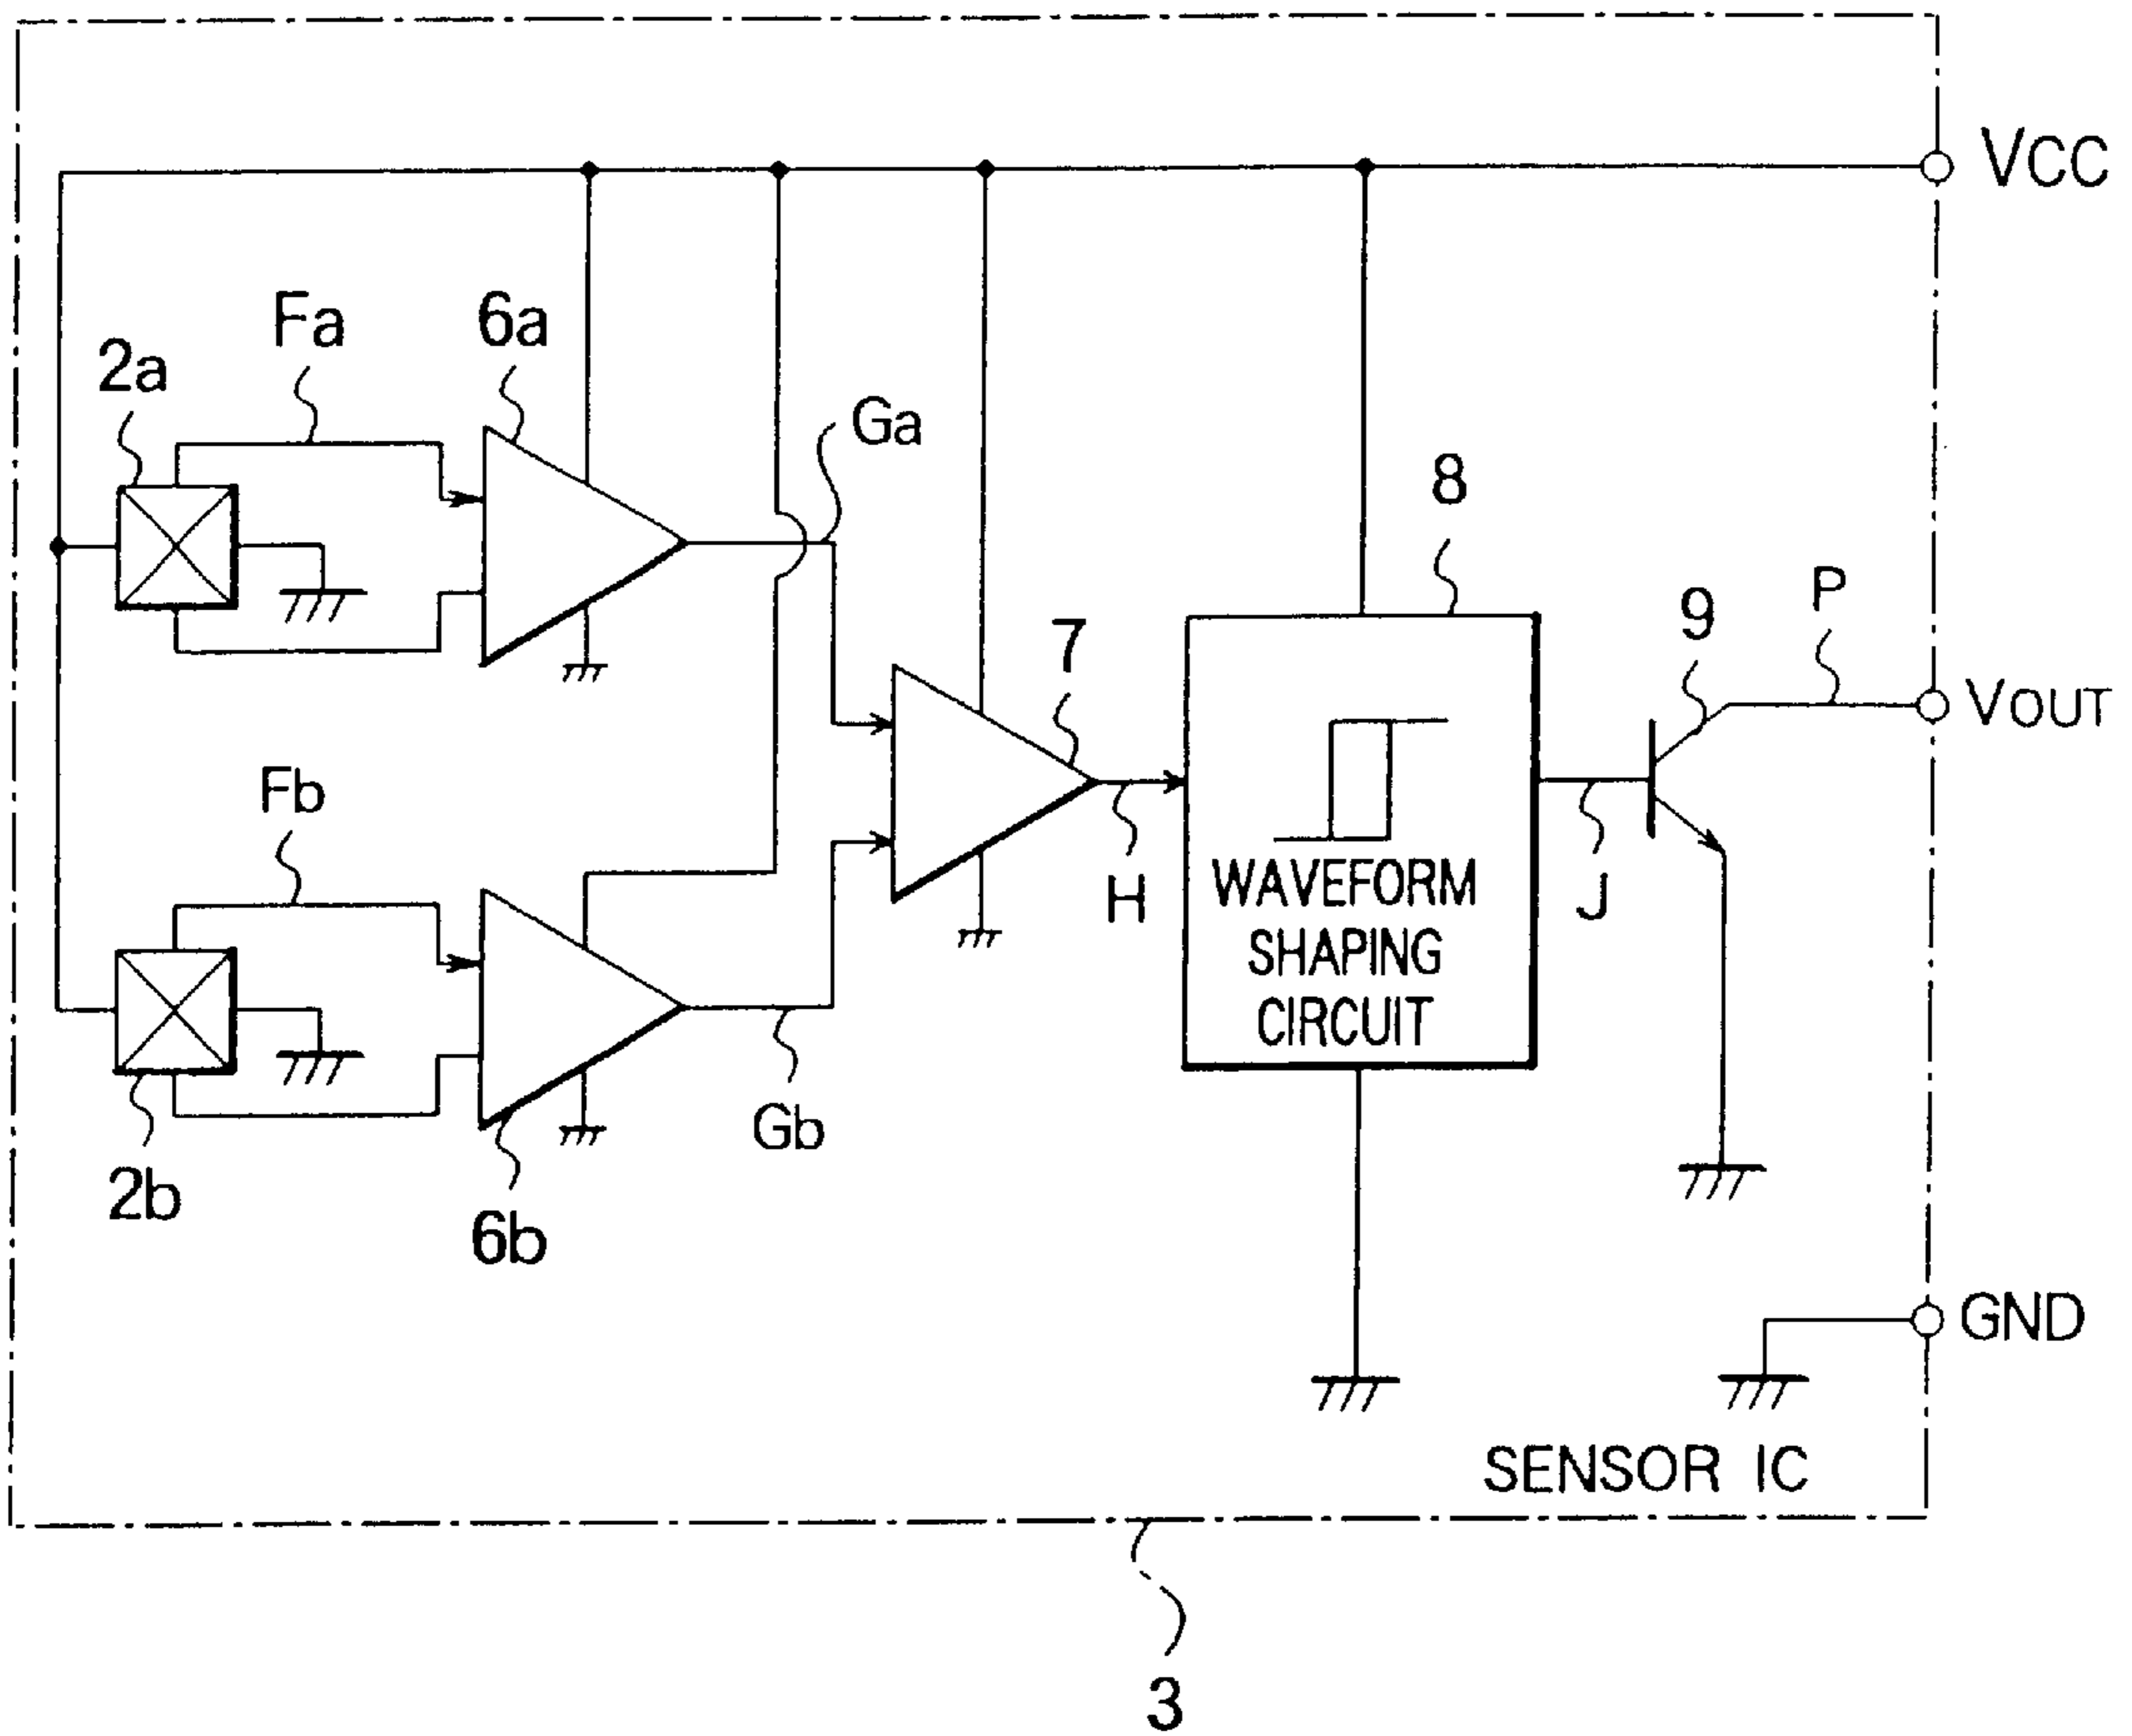 VCC
Fa
6a
2a
Ga
8
P
9
7
VOUT
Fb
WAVEFORM
SHAPING
CIRCUIT
H
J
Gb
2b
6b
GND
SENSOR IC
3